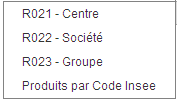 R021 - Centre
R022 - Société
R023 - Groupe
Produits par Code Insee